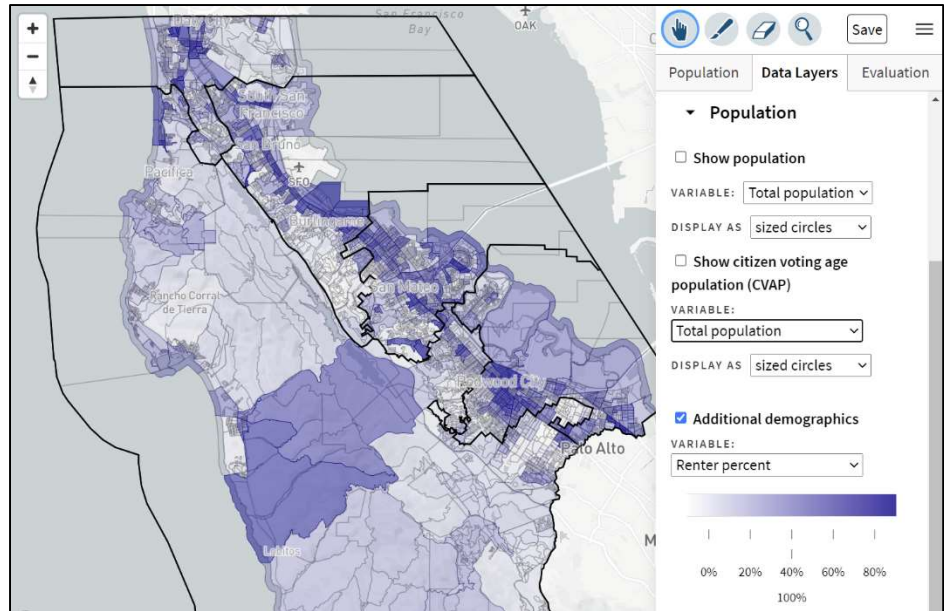 San Francisco
Bay
OAK
Daly City
South San
Francisco
San Bruno
SFO
Pacifica
Burlingame
San Mateo
Rancho Corral
de Tierra
Redwood City
Palo Alto
Lobitos
M
+
−
Save
Population
Data Layers
Evaluation
Population
Show population
VARIABLE: Total population
DISPLAY AS sized circles
Show citizen voting age
population (CVAP)
VARIABLE:
Total population
DISPLAY AS sized circles
Additional demographics
VARIABLE:
Renter percent
0% 20% 40% 60% 80%
100%